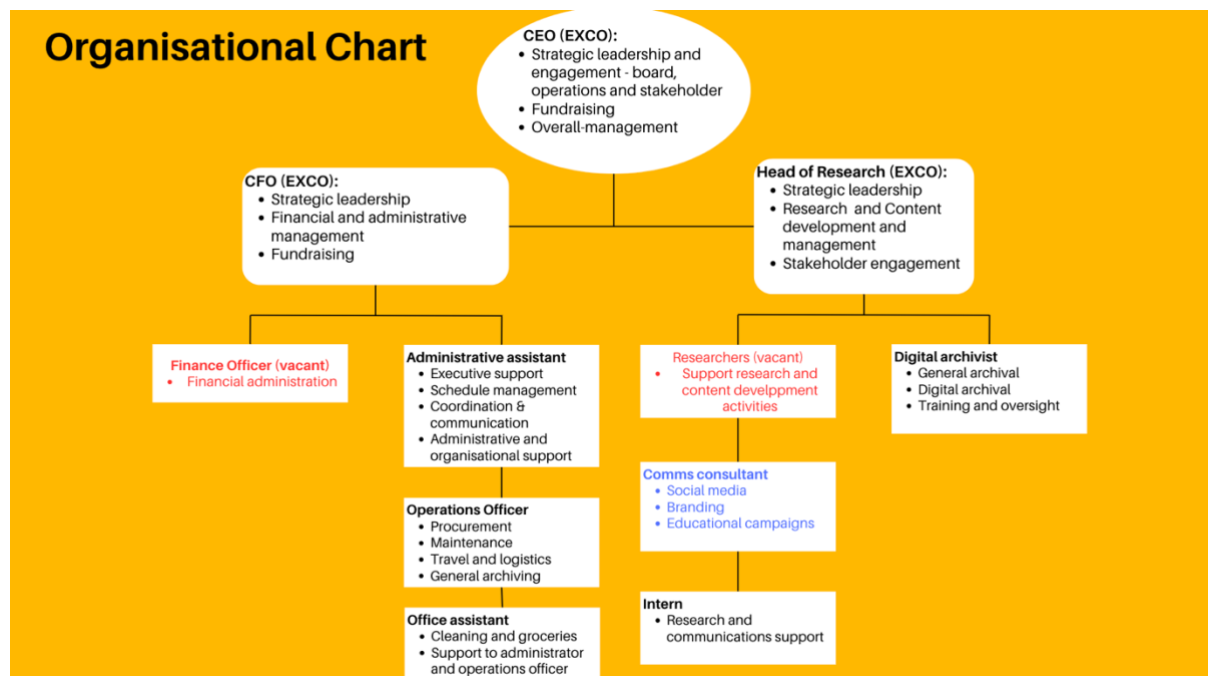 Organisational Chart
CEO (EXCO):
• Strategic leadership and
engagement - board,
operations and stakeholder
• Fundraising
• Overall-management
CFO (EXCO):
• Strategic leadership
• Financial and administrative
management
• Fundraising
Head of Research (EXCO):
• Strategic leadership
• Research and Content
development and
management
• Stakeholder engagement
Finance Officer (vacant)
• Financial administration
Administrative assistant
• Executive support
• Schedule management
• Coordination &
communication
• Administrative and
organisational support
Operations Officer
• Procurement
• Maintenance
• Travel and logistics
• General archiving
Office assistant
• Cleaning and groceries
• Support to administrator
and operations officer
Researchers (vacant)
• Support research and
content develppment
activities
Comms consultant
• Social media
• Branding
• Educational campaigns
Intern
• Research and
communications support
Digital archivist
• General archival
• Digital archival
• Training and oversight